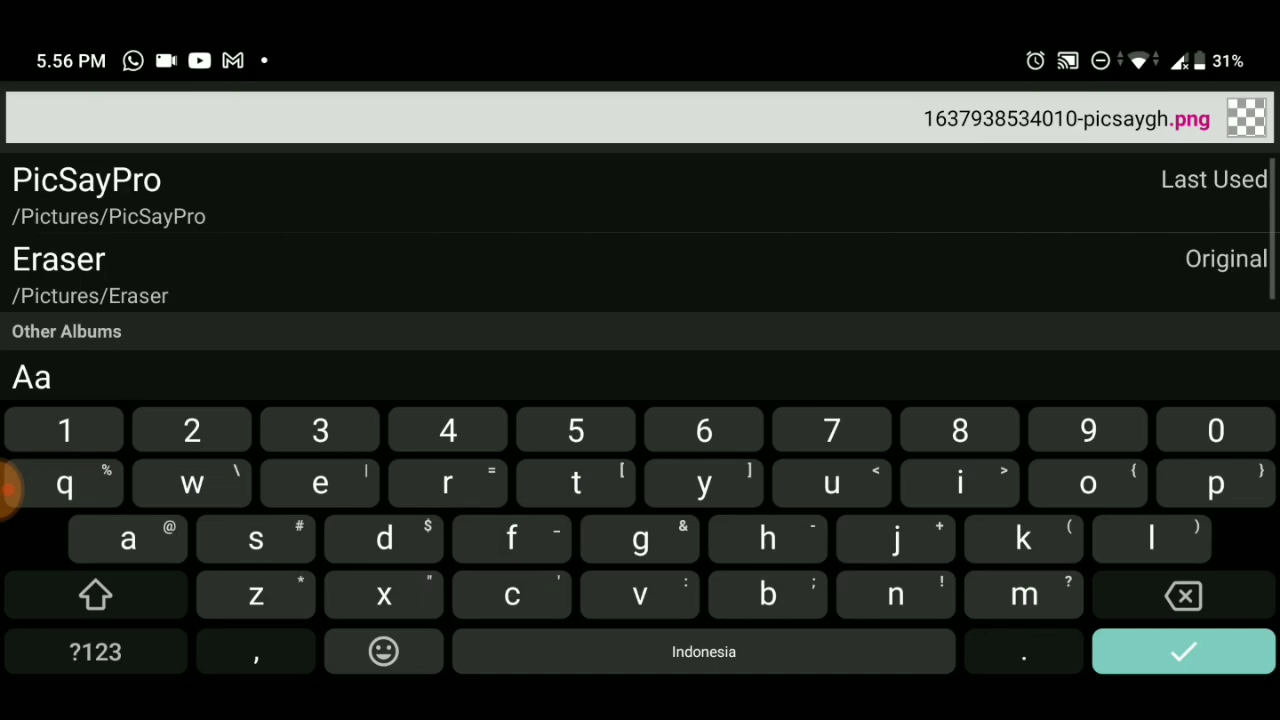 5.56 PM 31%
1637938534010-picsaygh.png
PicSayPro Last Used
/Pictures/PicSayPro
Eraser Original
/Pictures/Eraser
Other Albums
Aa
1 2 3 4 5 6 7 8 9 0
q % w \ e | r = t [ y ] u < i > o { p }
a @ s # d $ f _ g & h - j + k ( l )
z * x " c ' v : b ; n ! m ?
?123 , Indonesia .